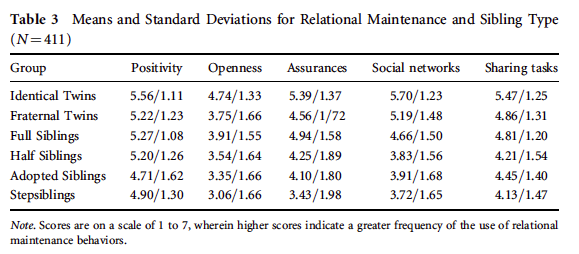 Table 3 Means and Standard Deviations for Relational Maintenance and Sibling Type
(N=411)
Group Positivity Openness Assurances Social networks Sharing tasks
Identical Twins 5.56/1.11 4.74/1.33 5.39/1.37 5.70/1.23 5.47/1.25
Fraternal Twins 5.22/1.23 3.75/1.66 4.56/1/72 5.19/1.48 4.86/1.31
Full Siblings 5.27/1.08 3.91/1.55 4.94/1.58 4.66/1.50 4.81/1.20
Half Siblings 5.20/1.26 3.54/1.64 4.25/1.89 3.83/1.56 4.21/1.54
Adopted Siblings 4.71/1.62 3.35/1.66 4.10/1.80 3.91/1.68 4.45/1.40
Stepsiblings 4.90/1.30 3.06/1.66 3.43/1.98 3.72/1.65 4.13/1.47
Note. Scores are on a scale of 1 to 7, wherein higher scores indicate a greater frequency of the use of relational
maintenance behaviors.